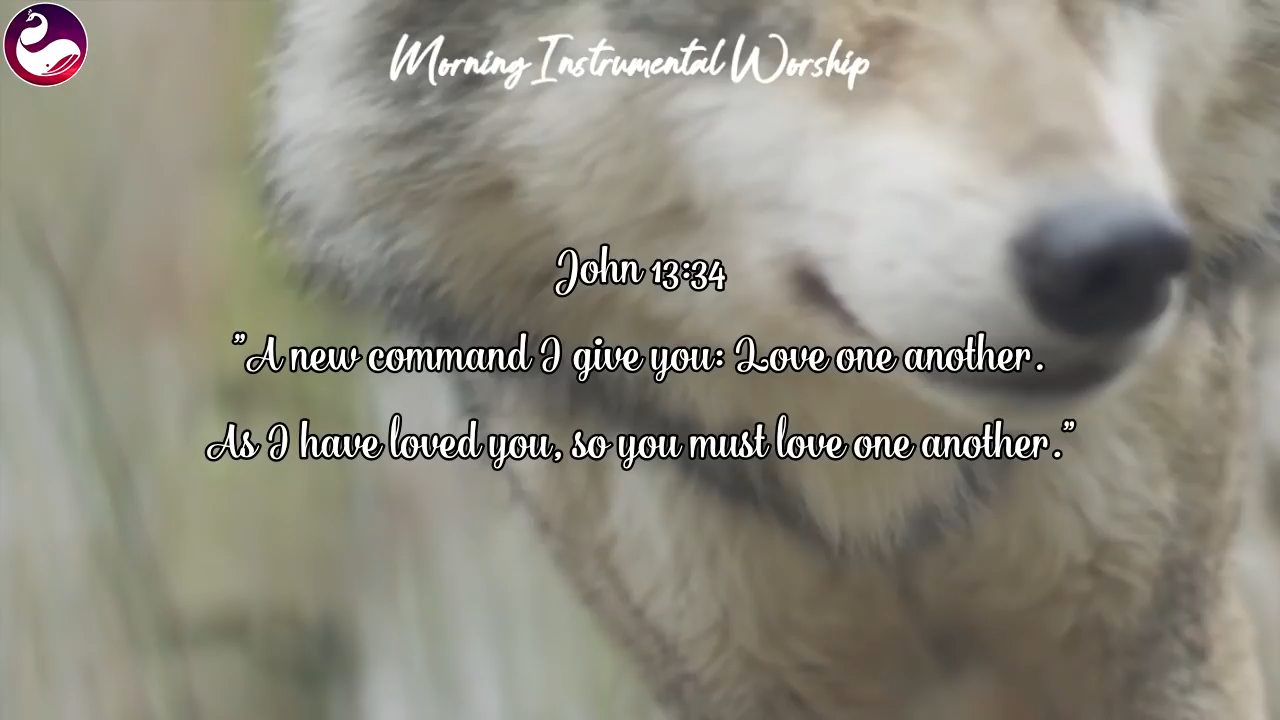 Morning Instrumental Worship
John 13:34
"A new command I give you: Love one another.
As I have loved you, so you must love one another."